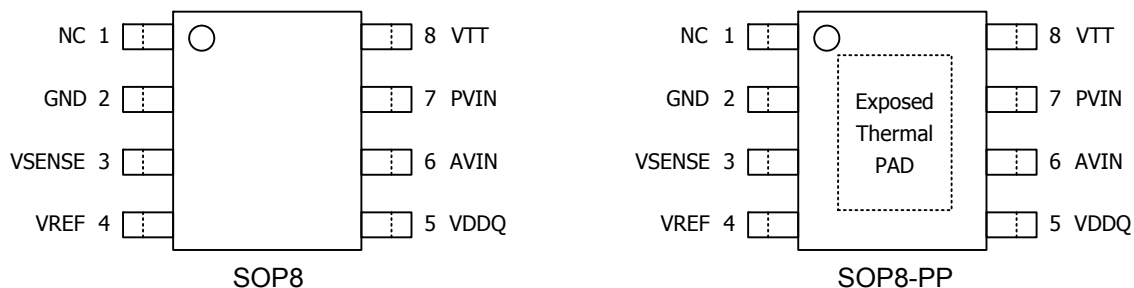 NC 1
8 VTT
GND 2
7 PVIN
VSENSE 3
6 AVIN
VREF 4
5 VDDQ
SOP8
NC 1
8 VTT
GND 2
7 PVIN
VSENSE 3
6 AVIN
VREF 4
5 VDDQ
Exposed
Thermal
PAD
SOP8-PP